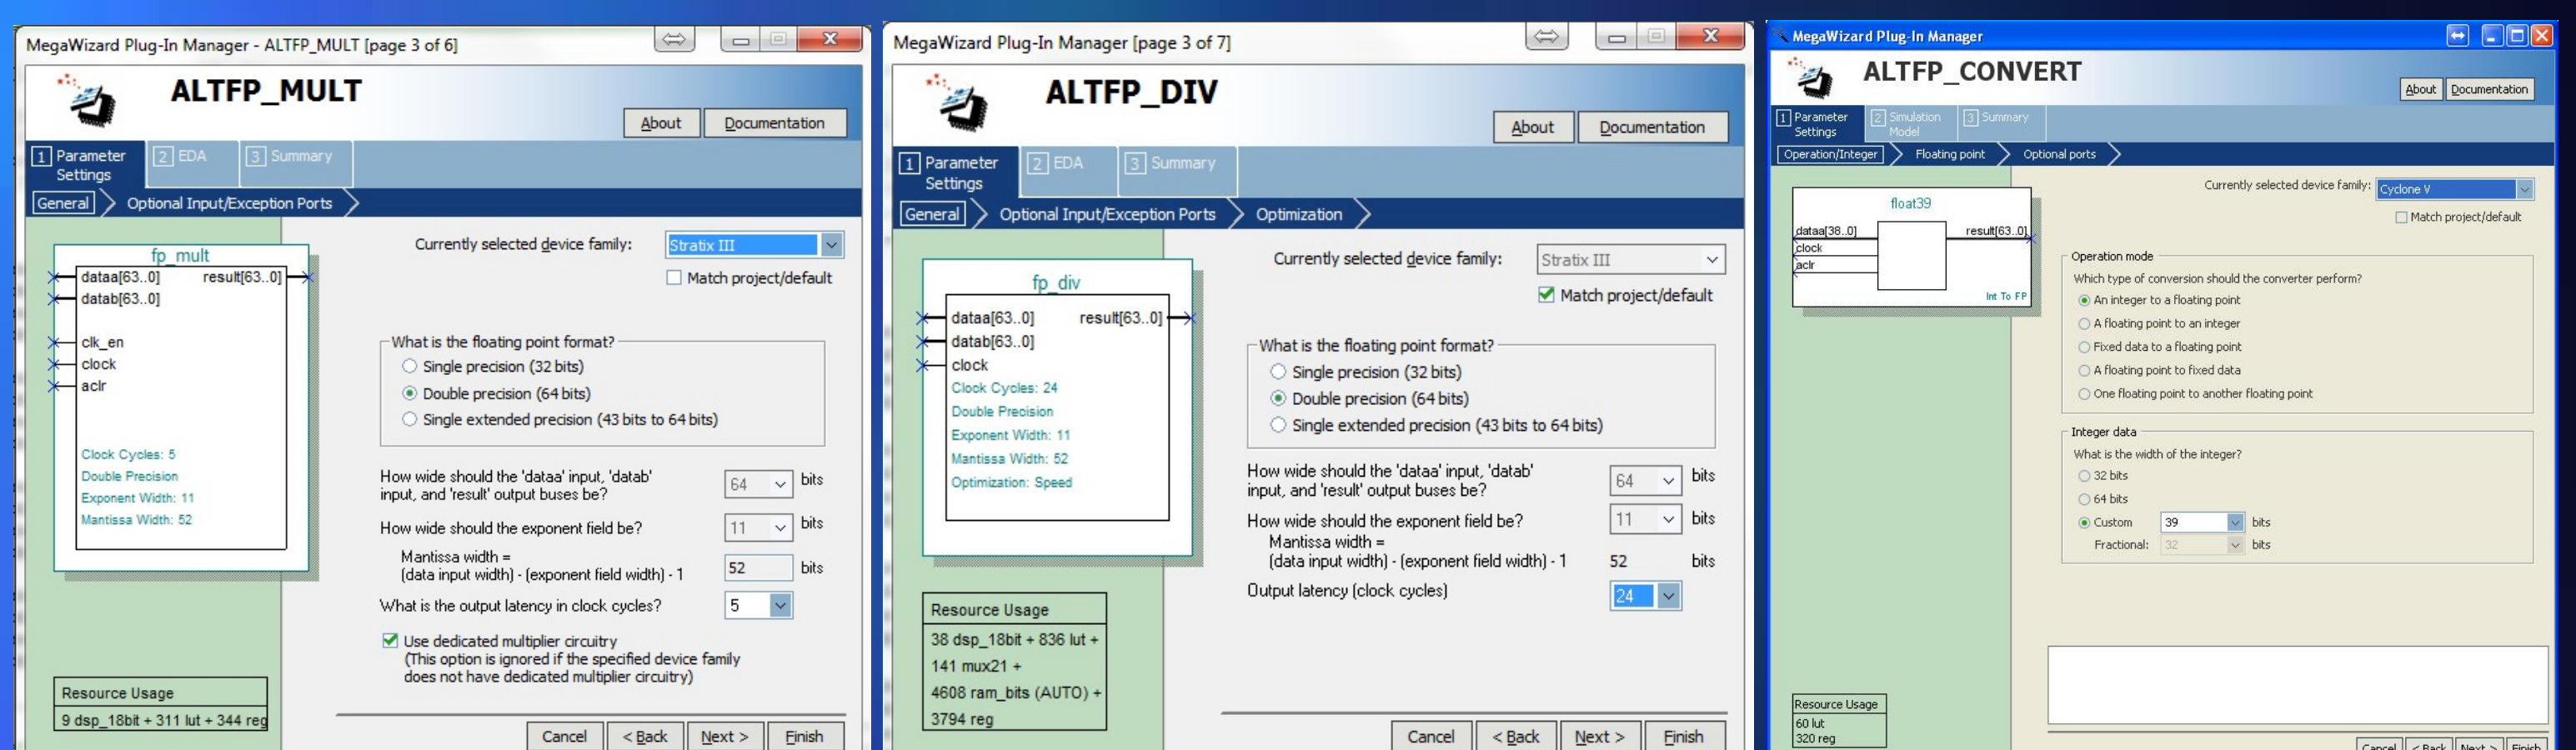 MegaWizard Plug-In Manager - ALTFP_MULT [page 3 of 6]
ALTFP_MULT
About
Documentation
1 Parameter
Settings
2 EDA
3 Summary
General
Optional Input/Exception Ports
fp_mult
dataa[63..0]
result[63..0]
datab[63..0]
clk_en
clock
aclr
Clock Cycles: 5
Double Precision
Exponent Width: 11
Mantissa Width: 52
Resource Usage
9 dsp_18bit + 311 lut + 344 reg
Currently selected device family:
Stratix III
Match project/default
What is the floating point format?
Single precision (32 bits)
Double precision (64 bits)
Single extended precision (43 bits to 64 bits)
How wide should the 'dataa' input, 'datab'
input, and 'result' output buses be?
64
bits
How wide should the exponent field be?
11
bits
Mantissa width =
(data input width) - (exponent field width) - 1
52
bits
What is the output latency in clock cycles?
5
Use dedicated multiplier circuitry
(This option is ignored if the specified device family
does not have dedicated multiplier circuitry)
Cancel
< Back
Next >
Finish
MegaWizard Plug-In Manager [page 3 of 7]
ALTFP_DIV
About
Documentation
1 Parameter
Settings
2 EDA
3 Summary
General
Optional Input/Exception Ports
Optimization
fp_div
dataa[63..0]
result[63..0]
datab[63..0]
clock
Clock Cycles: 24
Double Precision
Exponent Width: 11
Mantissa Width: 52
Optimization: Speed
Resource Usage
38 dsp_18bit + 836 lut +
141 mux21 +
4608 ram_bits (AUTO) +
3794 reg
Currently selected device family:
Stratix III
Match project/default
What is the floating point format?
Single precision (32 bits)
Double precision (64 bits)
Single extended precision (43 bits to 64 bits)
How wide should the 'dataa' input, 'datab'
input, and 'result' output buses be?
64
bits
How wide should the exponent field be?
11
bits
Mantissa width =
(data input width) - (exponent field width) - 1
52
bits
Output latency (clock cycles)
24
Cancel
< Back
Next >
Finish
MegaWizard Plug-In Manager
ALTFP_CONVERT
About
Documentation
1 Parameter
Settings
2 Simulation
Model
3 Summary
Operation/Integer
Floating point
Optional ports
float39
dataa[38..0]
result[63..0]
clock
aclr
Int To FP
Resource Usage
60 lut
320 reg
Currently selected device family:
Cyclone V
Match project/default
Operation mode
Which type of conversion should the converter perform?
An integer to a floating point
A floating point to an integer
Fixed data to a floating point
A floating point to fixed data
One floating point to another floating point
Integer data
What is the width of the integer?
32 bits
64 bits
Custom
39
bits
Fractional:
32
bits
Cancel
< Back
Next >
Finish